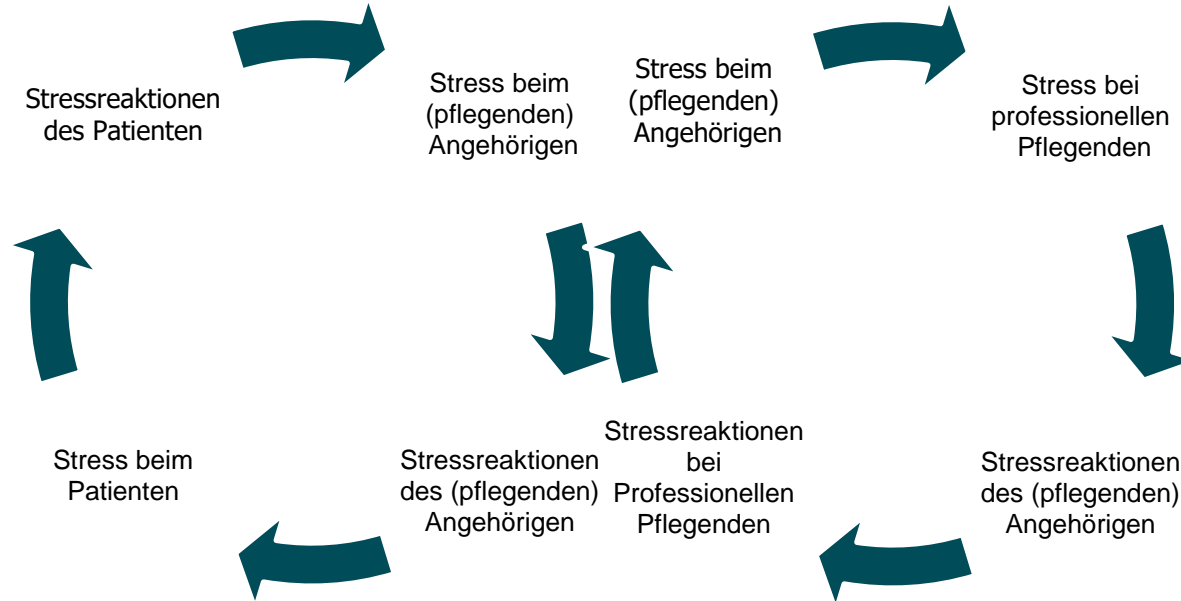 Stressreaktionen
des Patienten
Stress beim
(pflegenden)
Angehörigen
Stress beim
(pflegenden)
Angehörigen
Stress bei
professionellen
Pflegenden
Stress beim
Patienten
Stressreaktionen
des (pflegenden)
Angehörigen
Stressreaktionen
bei
Professionellen
Pflegenden
Stressreaktionen
des (pflegenden)
Angehörigen